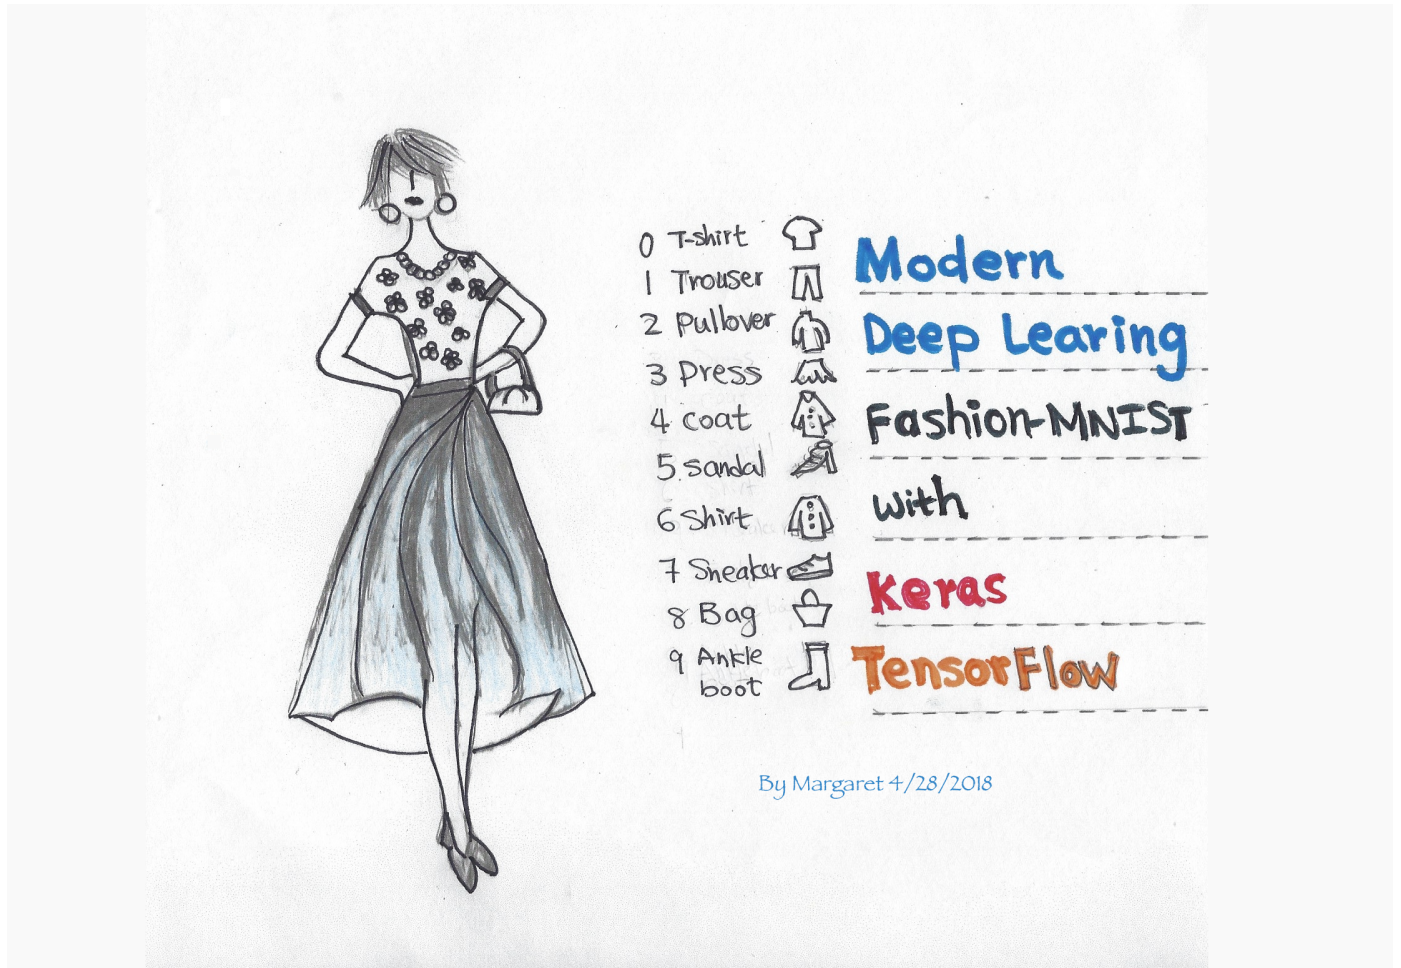 0 T-shirt
1 Trouser
2 Pullover
3 Dress
4 coat
5. Sandal
6 Shirt
7 Sneaker
8 Bag
9 Ankle
boot
Modern
Deep Learing
Fashion-MNIST
with
Keras
TensorFlow
By Margaret 4/28/2018